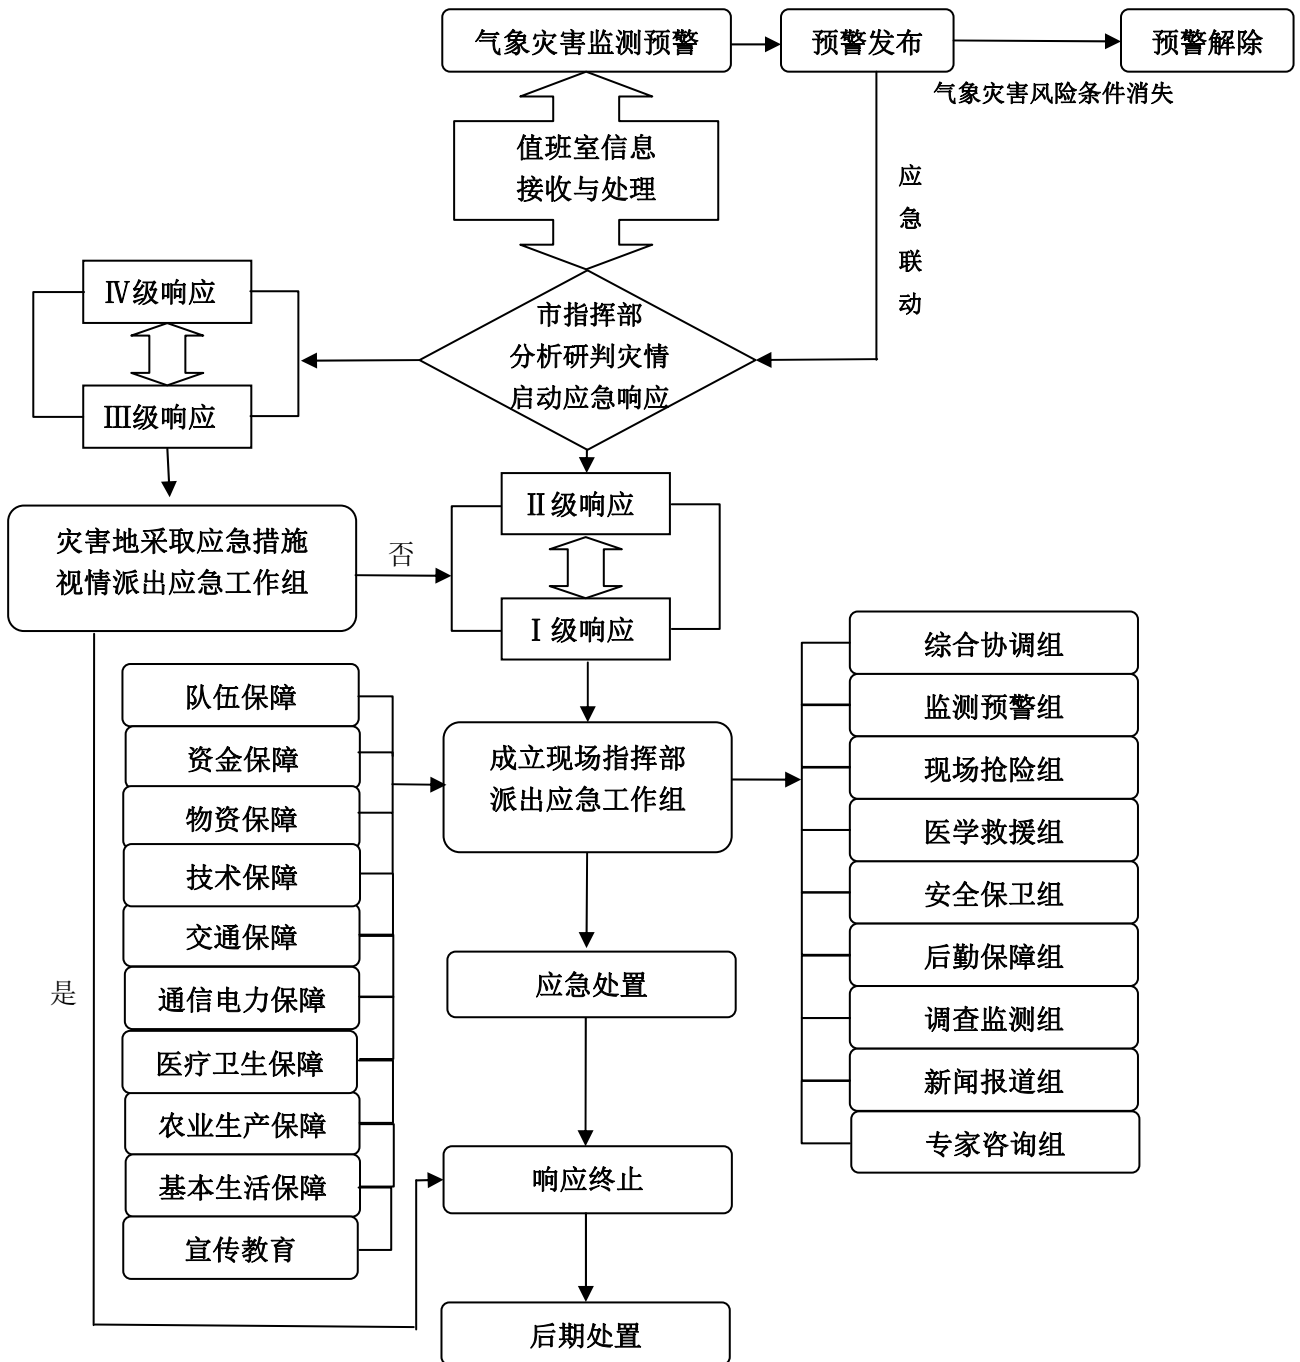 气象灾害监测预警
预警发布
预警解除
气象灾害风险条件消失
值班室信息
接收与处理
应
急
联
动
Ⅳ级响应
市指挥部
分析研判灾情
启动应急响应
Ⅲ级响应
Ⅱ级响应
灾害地采取应急措施
视情派出应急工作组
否
Ⅰ级响应
综合协调组
监测预警组
现场抢险组
医学救援组
安全保卫组
后勤保障组
调查监测组
新闻报道组
专家咨询组
队伍保障
资金保障
物资保障
技术保障
交通保障
通信电力保障
医疗卫生保障
农业生产保障
基本生活保障
宣传教育
成立现场指挥部
派出应急工作组
是
应急处置
响应终止
后期处置